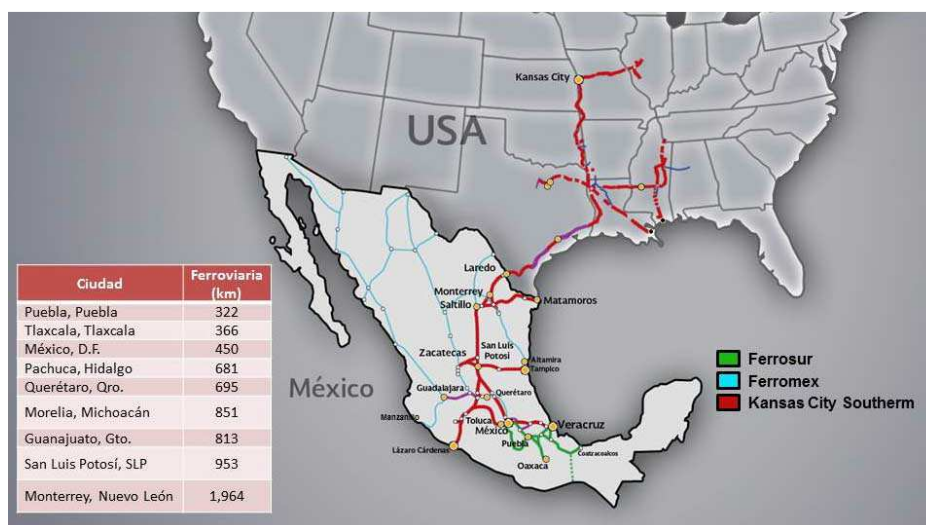 Kansas City
USA
Laredo
Monterrey
Saltillo
Matamoros
San Luis
Potosí
Zacatecas
Altamira
Tampico
Guadalajara
Querétaro
Manzanillo
Toluca
México
Veracruz
Puebla
Lázaro Cárdenas
Coatzacoalcos
Oaxaca
México
Ferrosur
Ferromex
Kansas City Southerm
Ciudad Ferroviaria (km)
Puebla, Puebla 322
Tlaxcala, Tlaxcala 366
México, D.F. 450
Pachuca, Hidalgo 681
Querétaro, Qro. 695
Morelia, Michoacán 851
Guanajuato, Gto. 813
San Luis Potosí, SLP 953
Monterrey, Nuevo León 1,964